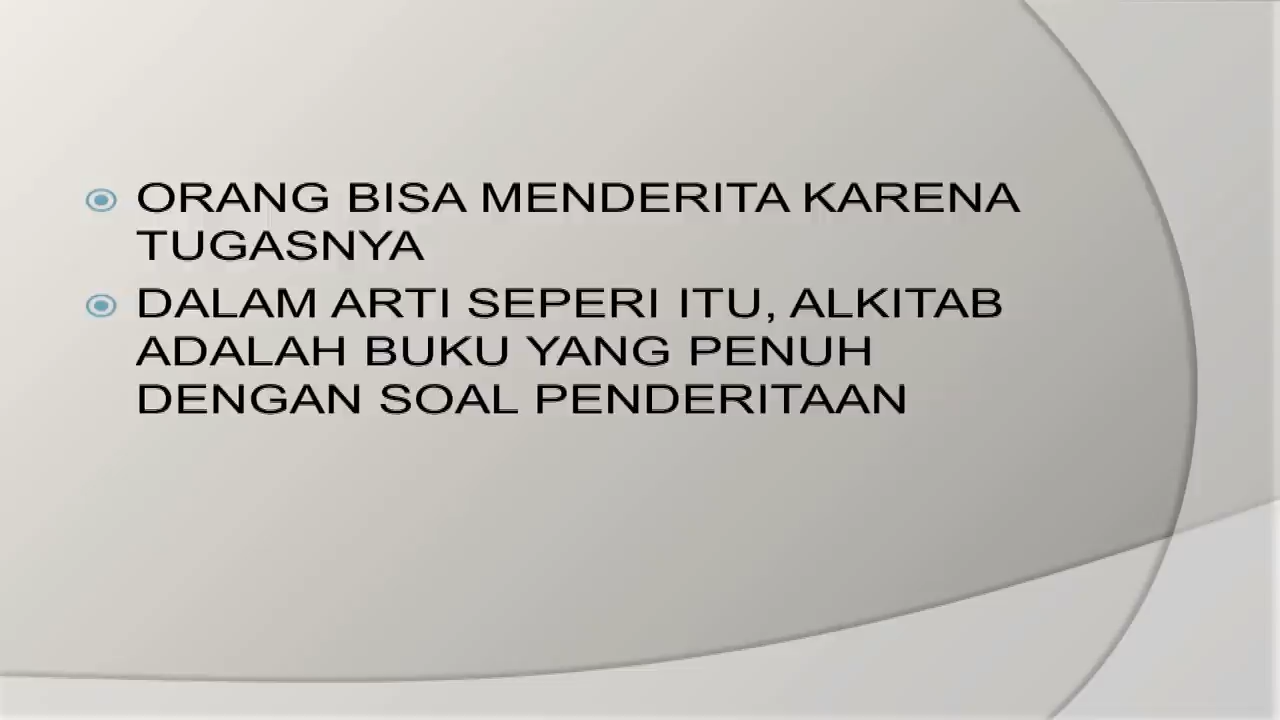 ORANG BISA MENDERITA KARENA
TUGASNYA
DALAM ARTI SEPERI ITU, ALKITAB
ADALAH BUKU YANG PENUH
DENGAN SOAL PENDERITAAN